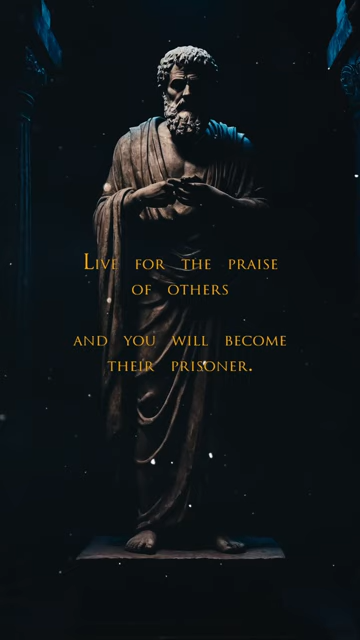 Live for the praise
of others
and you will become
their prisoner.